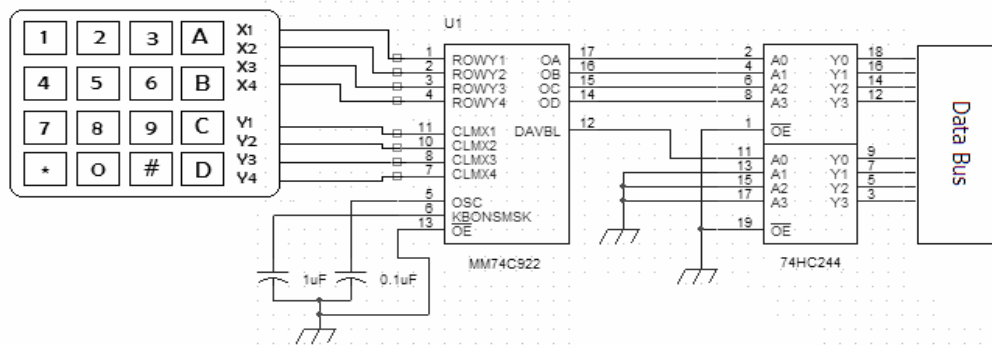 U1
1 2 3 A
4 5 6 B
7 8 9 C
* O # D
X1
X2
X3
X4
Y1
Y2
Y3
Y4
1 ROWY1 OA 17
2 ROWY2 OB 16
3 ROWY3 OC 15
4 ROWY4 OD 14
11 CLMX1 DAVBL 12
10 CLMX2
8 CLMX3
7 CLMX4
5 OSC
6 KBONSMSK
13 OE
MM74C922
1uF 0.1uF
2 A0 Y0 18
4 A1 Y1 16
6 A2 Y2 14
8 A3 Y3 12
1 OE
11 A0 Y0 9
13 A1 Y1 7
15 A2 Y2 5
17 A3 Y3 3
19 OE
74HC244
Data Bus